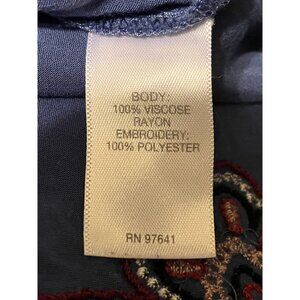 BODY:
100% VISCOSE
RAYON
EMBROIDERY:
100% POLYESTER
RN 97641